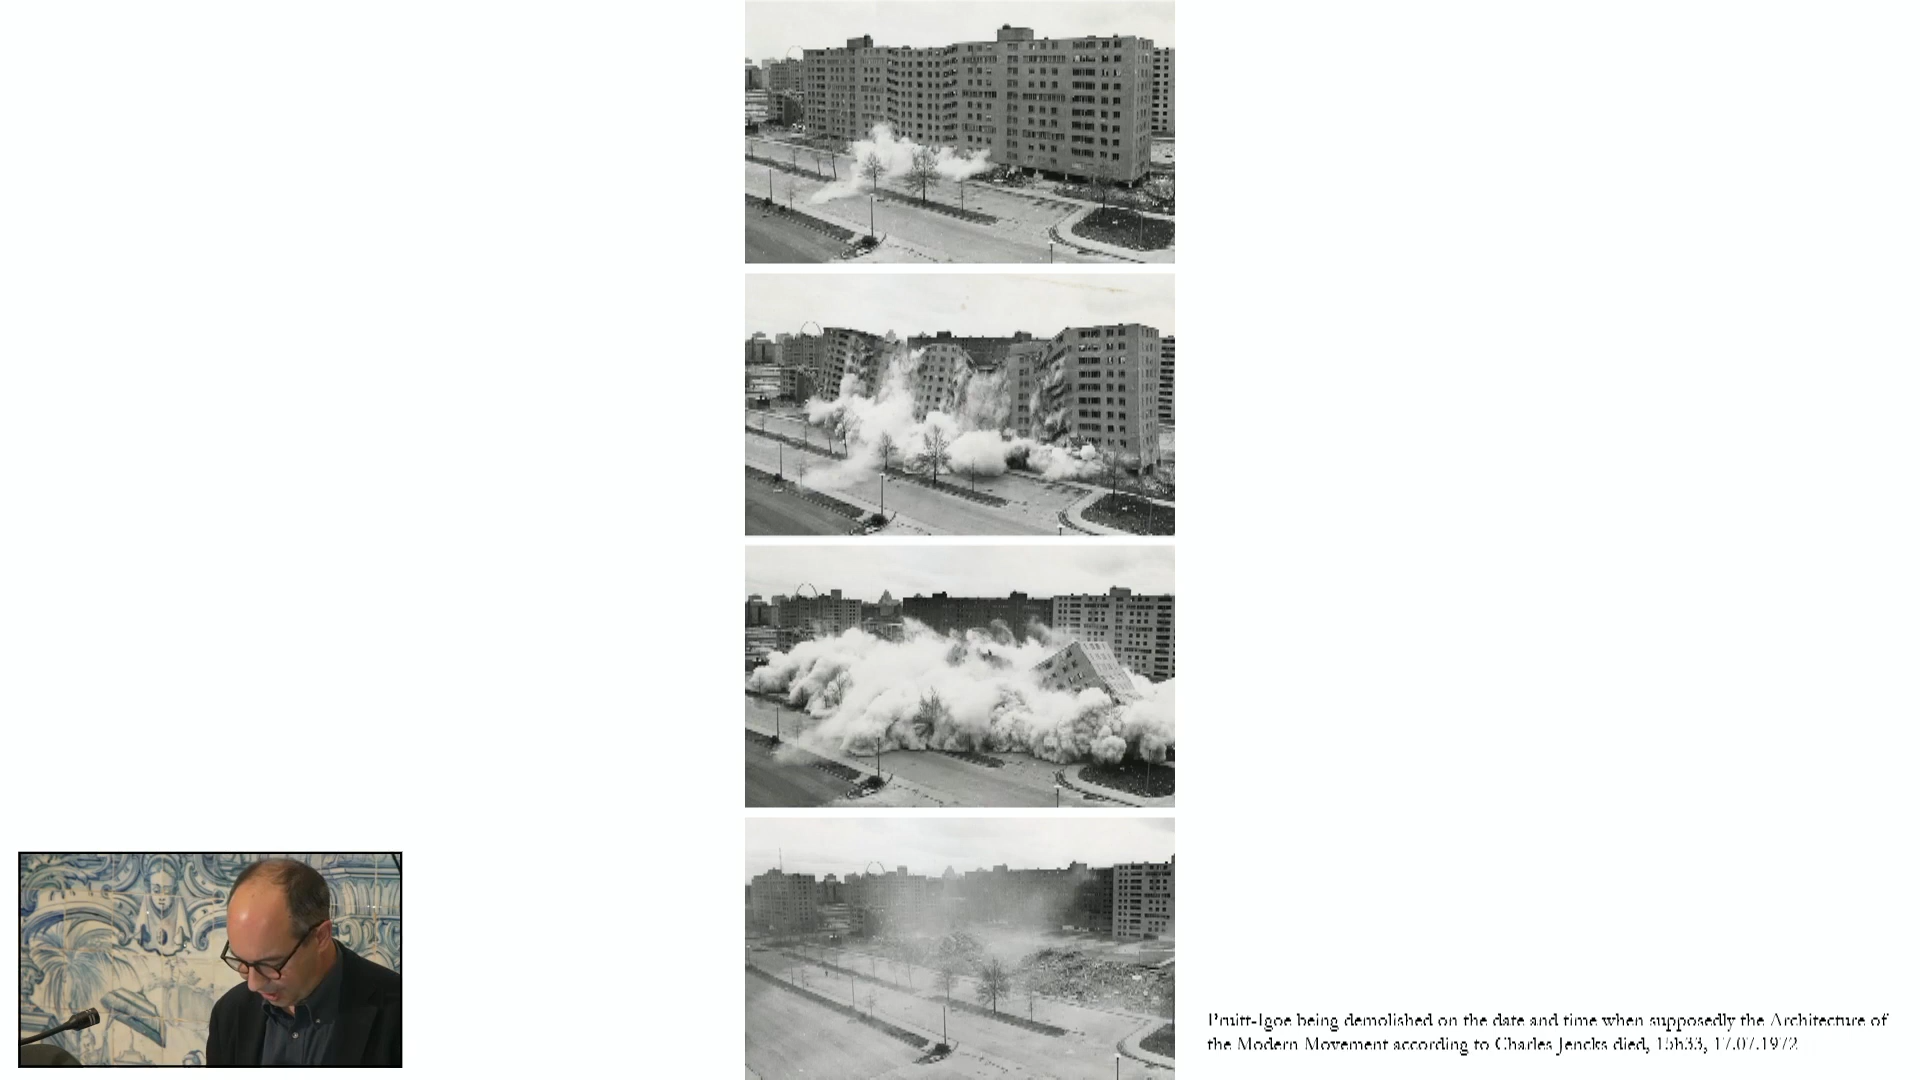 Pruitt-Igoe being demolished on the date and time when supposedly the Architecture of
the Modern Movement according to Charles Jencks died, 15h33, 17.07.1972